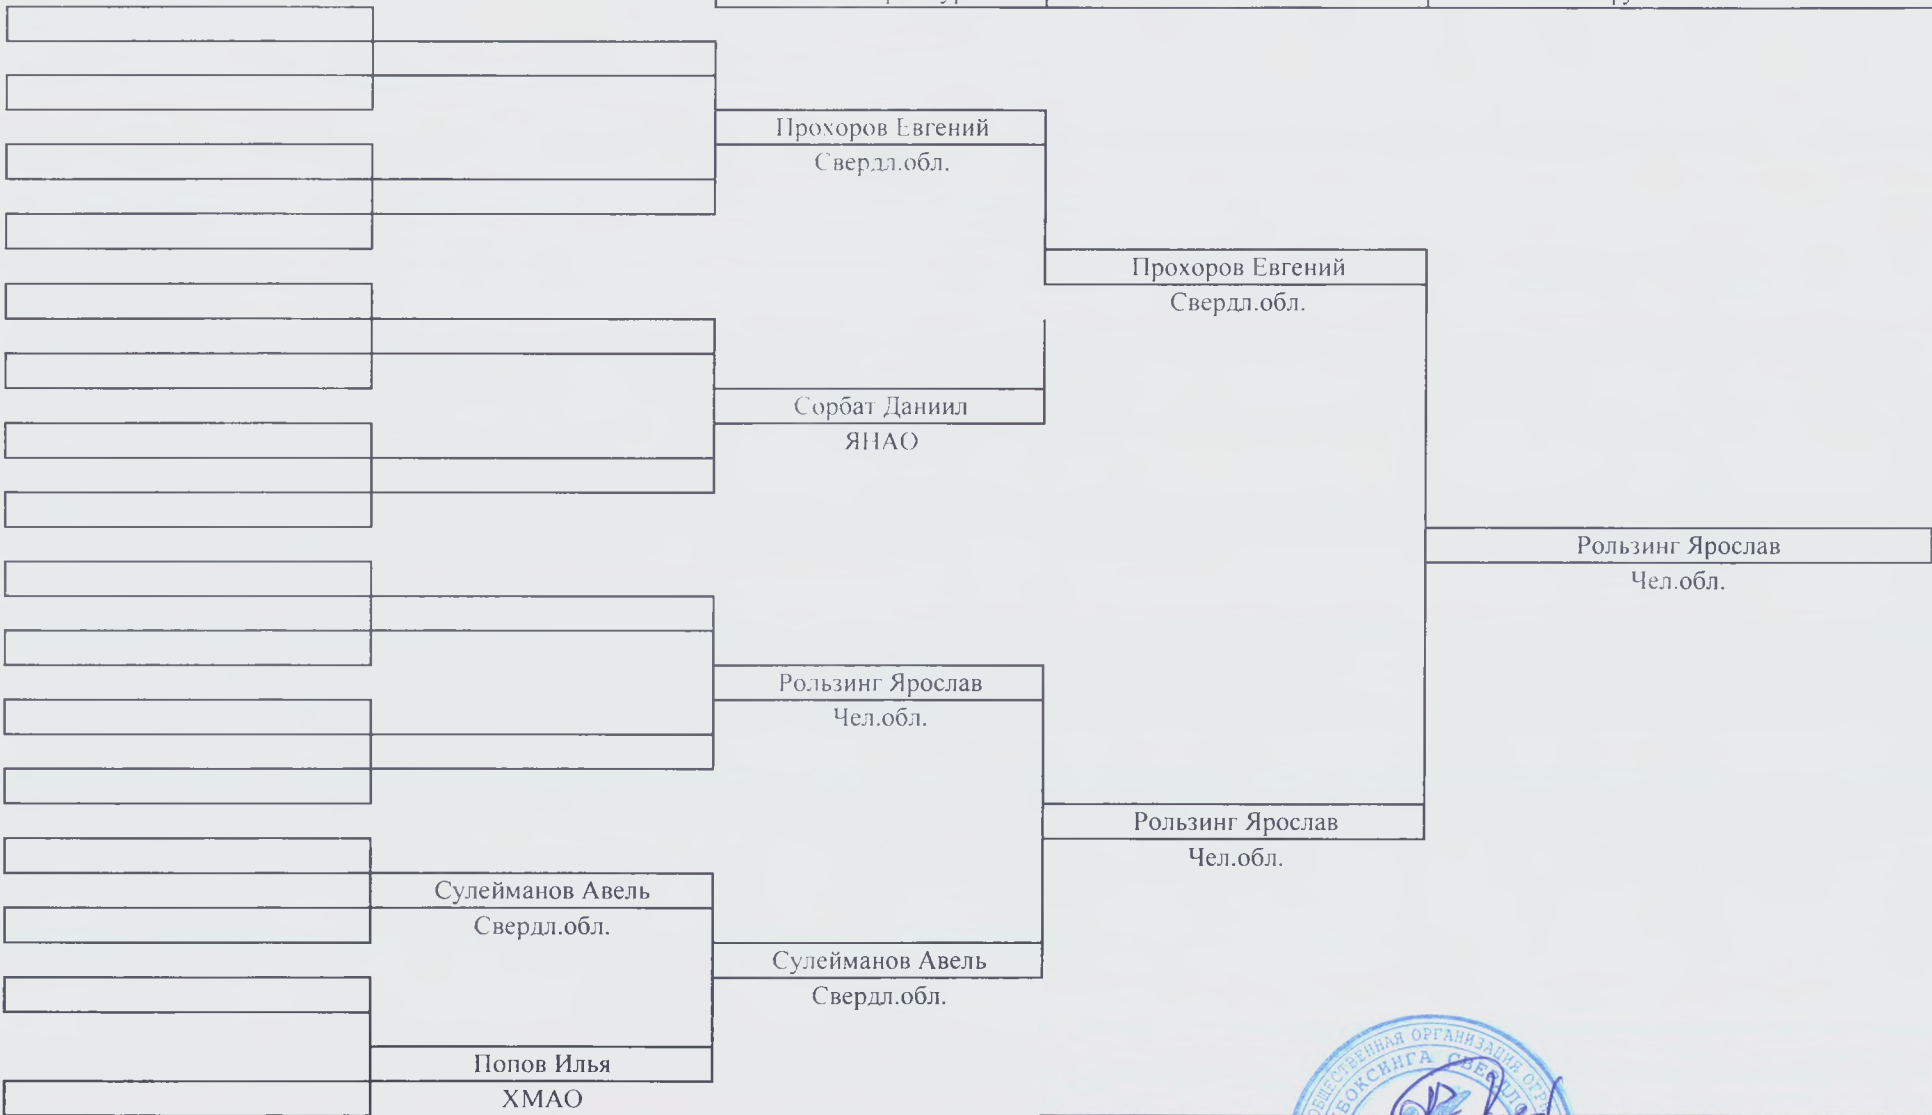 Прохоров Евгений
Свердл.обл.
Прохоров Евгений
Свердл.обл.
Сорбат Даниил
ЯНАО
Рользинг Ярослав
Чел.обл.
Рользинг Ярослав
Чел.обл.
Рользинг Ярослав
Чел.обл.
Сулейманов Авель
Свердл.обл.
Сулейманов Авель
Свердл.обл.
Попов Илья
ХМАО
ОРГАНИЗАЦИЯ